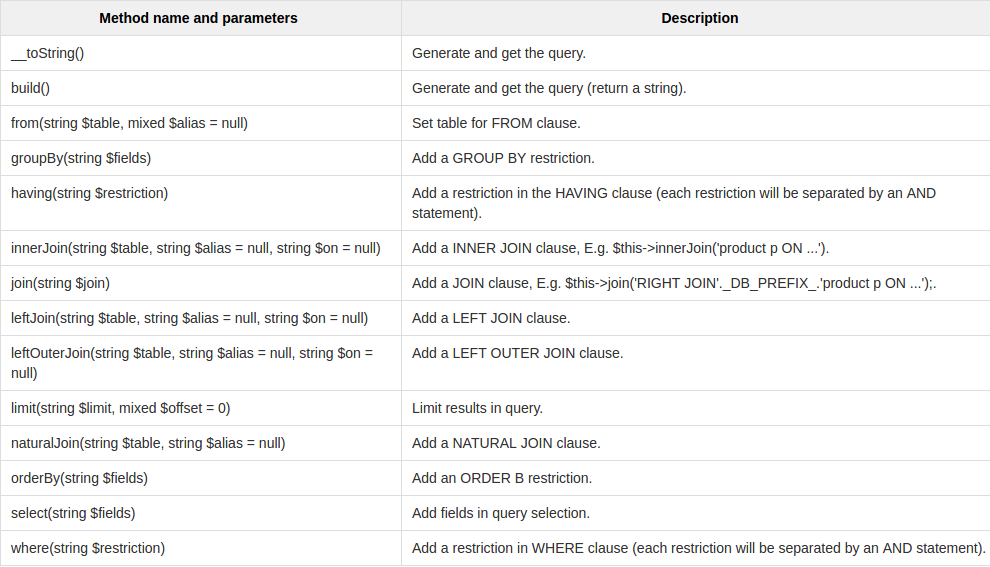 Method name and parameters Description
__toString() Generate and get the query.
build() Generate and get the query (return a string).
from(string $table, mixed $alias = null) Set table for FROM clause.
groupBy(string $fields) Add a GROUP BY restriction.
having(string $restriction) Add a restriction in the HAVING clause (each restriction will be separated by an AND
statement).
innerJoin(string $table, string $alias = null, string $on = null) Add a INNER JOIN clause, E.g. $this->innerJoin('product p ON ...').
join(string $join) Add a JOIN clause, E.g. $this->join('RIGHT JOIN'._DB_PREFIX_.'product p ON ...');.
leftJoin(string $table, string $alias = null, string $on = null) Add a LEFT JOIN clause.
leftOuterJoin(string $table, string $alias = null, string $on = Add a LEFT OUTER JOIN clause.
null)
limit(string $limit, mixed $offset = 0) Limit results in query.
naturalJoin(string $table, string $alias = null) Add a NATURAL JOIN clause.
orderBy(string $fields) Add an ORDER B restriction.
select(string $fields) Add fields in query selection.
where(string $restriction) Add a restriction in WHERE clause (each restriction will be separated by an AND statement).